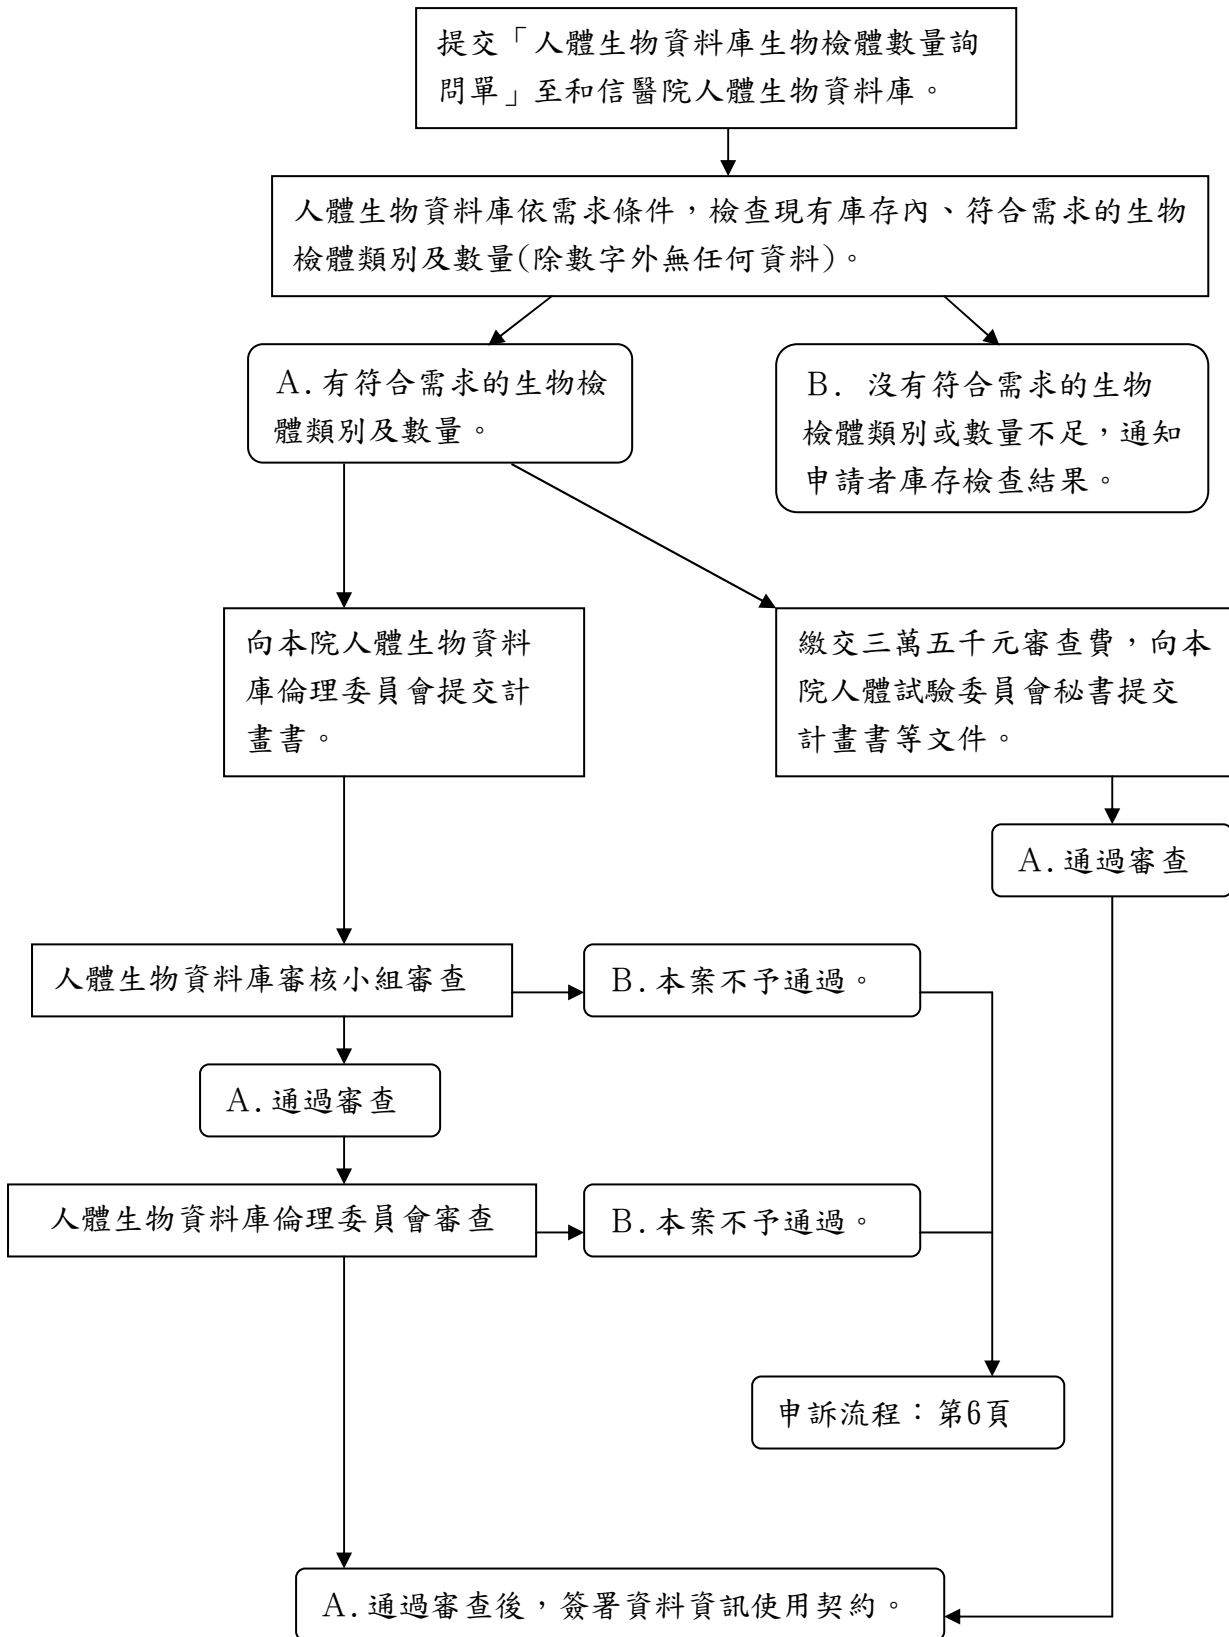 提交「人體生物資料庫生物檢體數量詢
問單」至和信醫院人體生物資料庫。
人體生物資料庫依需求條件，檢查現有庫存內、符合需求的生物
檢體類別及數量(除數字外無任何資料)。
A.有符合需求的生物檢
體類別及數量。
B. 沒有符合需求的生物
檢體類別或數量不足，通知
申請者庫存檢查結果。
向本院人體生物資料
庫倫理委員會提交計
畫書。
繳交三萬五千元審查費，向本
院人體試驗委員會秘書提交
計畫書等文件。
A.通過審查
人體生物資料庫審核小組審查
B.本案不予通過。
A.通過審查
人體生物資料庫倫理委員會審查
B.本案不予通過。
申訴流程：第6頁
A.通過審查後，簽署資料資訊使用契約。